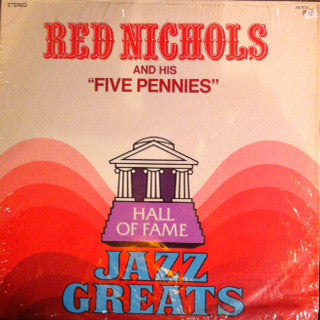 STEREO
RED NICHOLS
AND HIS
"FIVE PENNIES"
HALL
OF FAME
JAZZ
GREATS